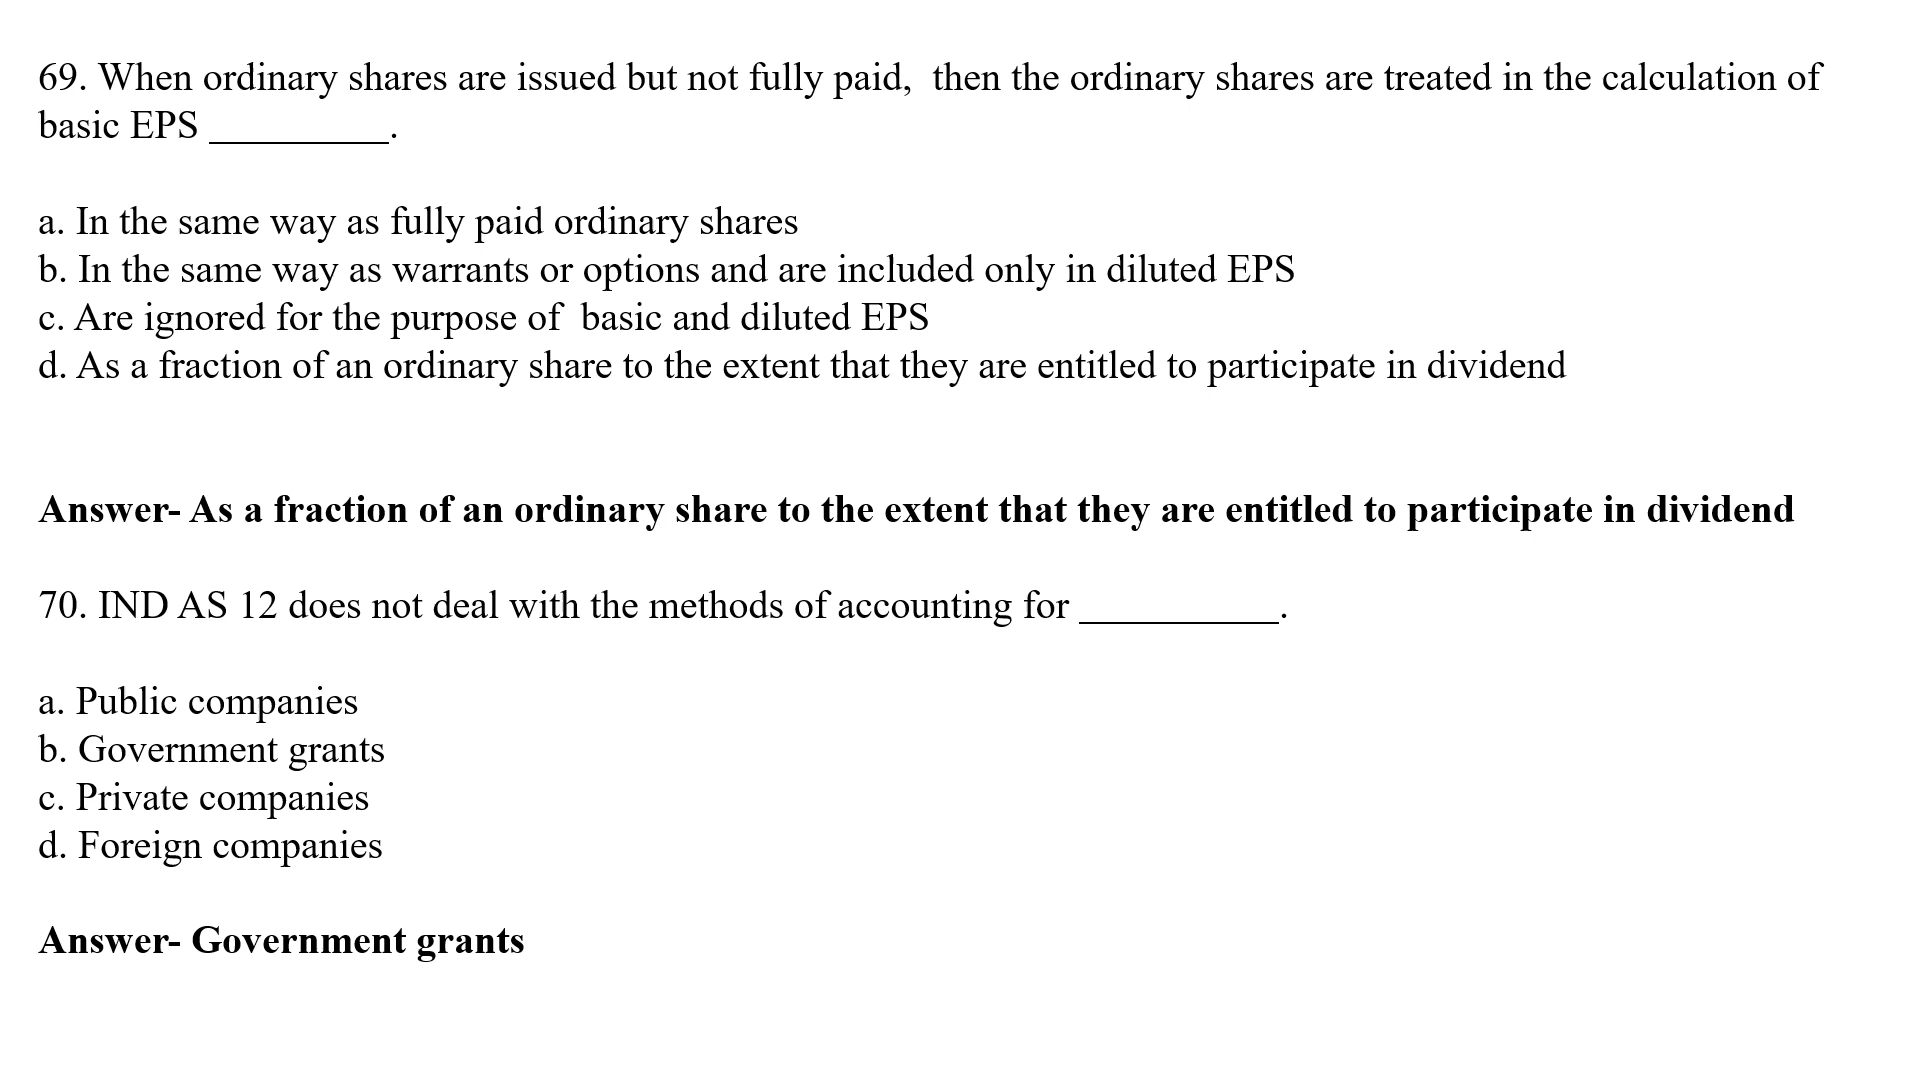 69. When ordinary shares are issued but not fully paid,  then the ordinary shares are treated in the calculation of
basic EPS _________.
a. In the same way as fully paid ordinary shares
b. In the same way as warrants or options and are included only in diluted EPS
c. Are ignored for the purpose of  basic and diluted EPS
d. As a fraction of an ordinary share to the extent that they are entitled to participate in dividend
Answer- As a fraction of an ordinary share to the extent that they are entitled to participate in dividend
70. IND AS 12 does not deal with the methods of accounting for __________.
a. Public companies
b. Government grants
c. Private companies
d. Foreign companies
Answer- Government grants